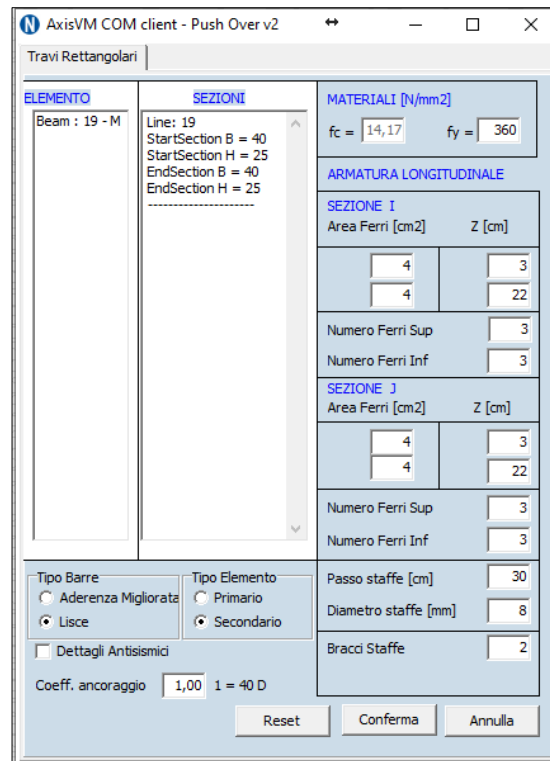 AxisVM COM client - Push Over v2
Travi Rettangolari
ELEMENTO
SEZIONI
Beam : 19 - M
Line: 19
StartSection B = 40
StartSection H = 25
EndSection B = 40
EndSection H = 25
---------------------
MATERIALI [N/mm2]
fc = 14,17 fy = 360
ARMATURA LONGITUDINALE
SEZIONE I
Area Ferri [cm2] Z [cm]
4 3
4 22
Numero Ferri Sup 3
Numero Ferri Inf 3
SEZIONE J
Area Ferri [cm2] Z [cm]
4 3
4 22
Numero Ferri Sup 3
Numero Ferri Inf 3
Passo staffe [cm] 30
Diametro staffe [mm] 8
Bracci Staffe 2
Tipo Barre
Aderenza Migliorata
Lisce
Tipo Elemento
Primario
Secondario
Dettagli Antisismici
Coeff. ancoraggio 1,00 1 = 40 D
Reset Conferma Annulla